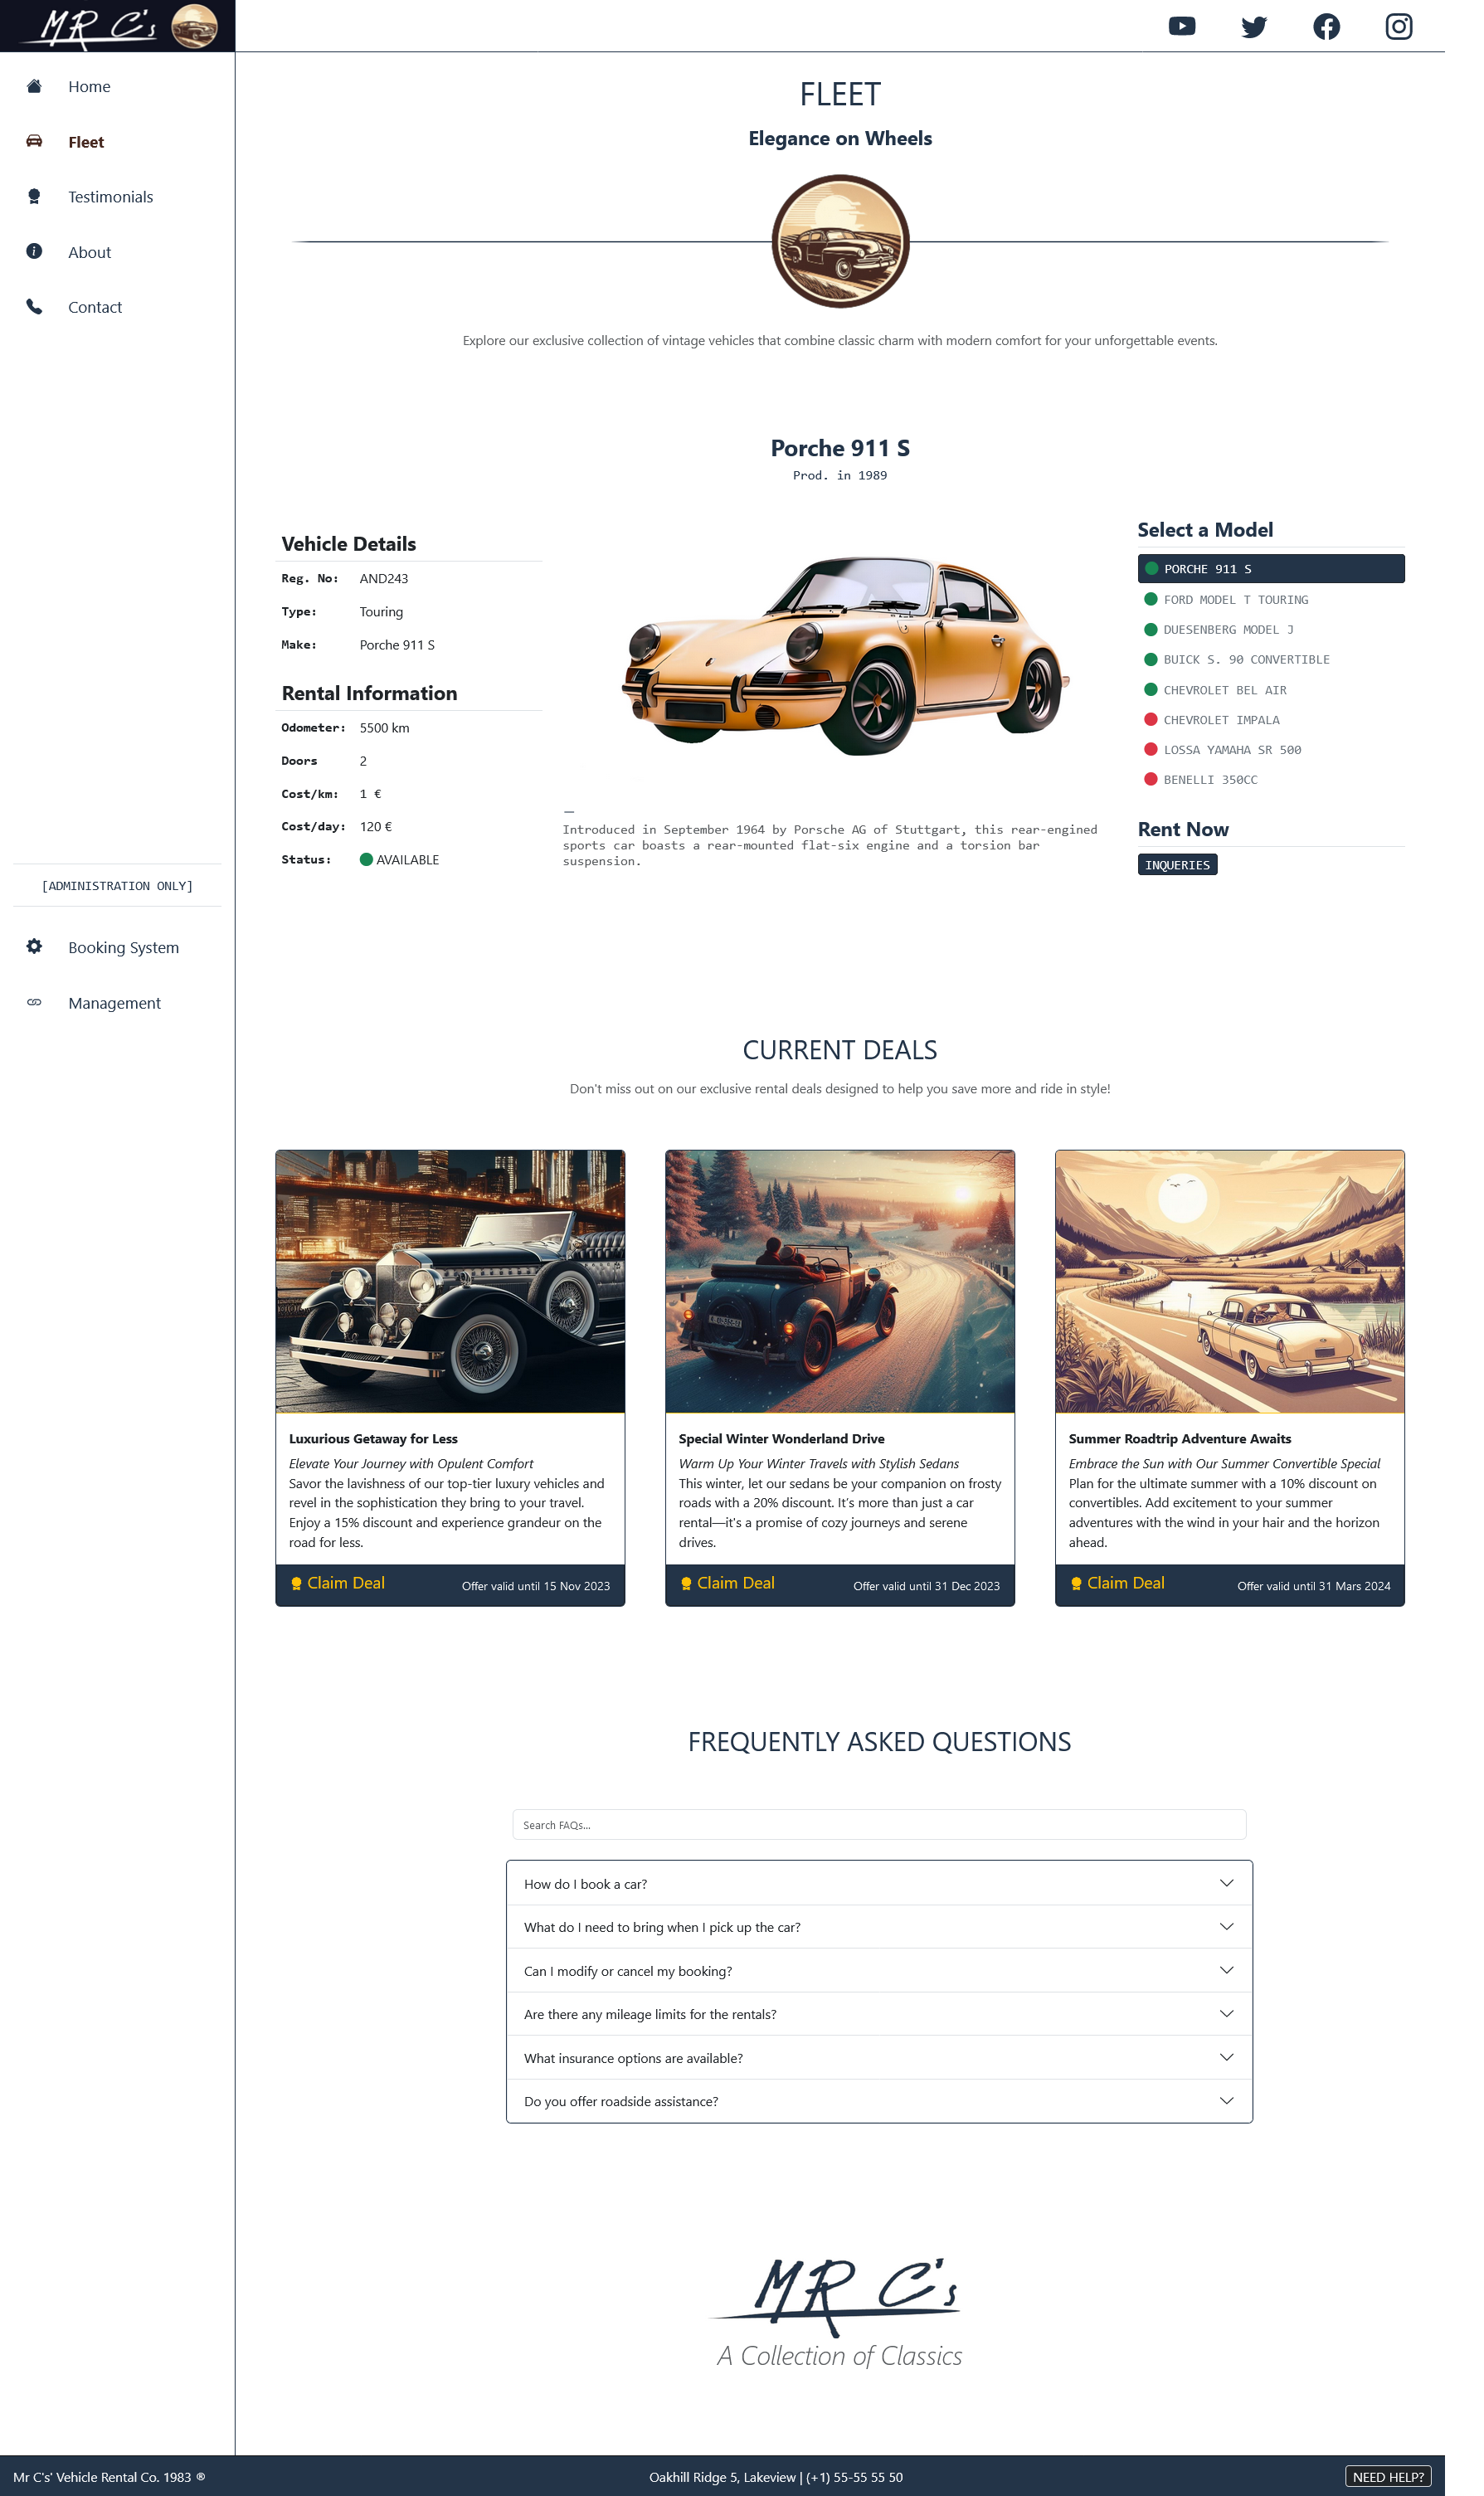 MR C's
Home
Fleet
Testimonials
About
Contact
[ADMINISTRATION ONLY]
Booking System
Management
FLEET
Elegance on Wheels
Explore our exclusive collection of vintage vehicles that combine classic charm with modern comfort for your unforgettable events.
Porche 911 S
Prod. in 1989
Vehicle Details
Reg. No: AND243
Type: Touring
Make: Porche 911 S
Rental Information
Odometer: 5500 km
Doors 2
Cost/km: 1 €
Cost/day: 120 €
Status: AVAILABLE
—
Introduced in September 1964 by Porsche AG of Stuttgart, this rear-engined
sports car boasts a rear-mounted flat-six engine and a torsion bar
suspension.
Select a Model
PORCHE 911 S
FORD MODEL T TOURING
DUESENBERG MODEL J
BUICK S. 90 CONVERTIBLE
CHEVROLET BEL AIR
CHEVROLET IMPALA
LOSSA YAMAHA SR 500
BENELLI 350CC
Rent Now
INQUERIES
CURRENT DEALS
Don't miss out on our exclusive rental deals designed to help you save more and ride in style!
Luxurious Getaway for Less
Elevate Your Journey with Opulent Comfort
Savor the lavishness of our top-tier luxury vehicles and
revel in the sophistication they bring to your travel.
Enjoy a 15% discount and experience grandeur on the
road for less.
Claim Deal Offer valid until 15 Nov 2023
Special Winter Wonderland Drive
Warm Up Your Winter Travels with Stylish Sedans
This winter, let our sedans be your companion on frosty
roads with a 20% discount. It's more than just a car
rental—it's a promise of cozy journeys and serene
drives.
Claim Deal Offer valid until 31 Dec 2023
Summer Roadtrip Adventure Awaits
Embrace the Sun with Our Summer Convertible Special
Plan for the ultimate summer with a 10% discount on
convertibles. Add excitement to your summer
adventures with the wind in your hair and the horizon
ahead.
Claim Deal Offer valid until 31 Mars 2024
FREQUENTLY ASKED QUESTIONS
Search FAQs...
How do I book a car?
What do I need to bring when I pick up the car?
Can I modify or cancel my booking?
Are there any mileage limits for the rentals?
What insurance options are available?
Do you offer roadside assistance?
MR C's
A Collection of Classics
Mr C's' Vehicle Rental Co. 1983 ®
Oakhill Ridge 5, Lakeview | (+1) 55-55 55 50
NEED HELP?